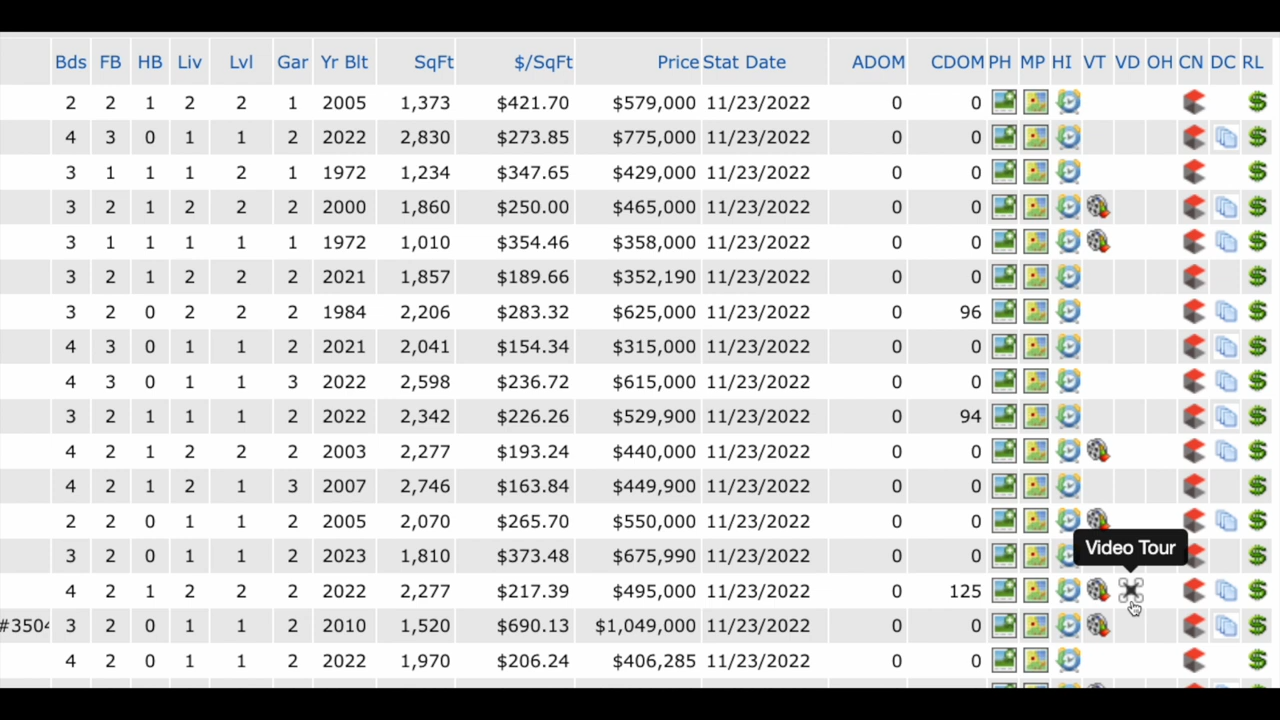 Bds FB HB Liv Lvl Gar Yr Blt SqFt $/SqFt Price Stat Date ADOM CDOM PH MP HI VT VD OH CN DC RL
2 2 1 2 2 1 2005 1,373 $421.70 $579,000 11/23/2022 0 0
4 3 0 1 1 2 2022 2,830 $273.85 $775,000 11/23/2022 0 0
3 1 1 1 2 1 1972 1,234 $347.65 $429,000 11/23/2022 0 0
3 2 1 2 2 2 2000 1,860 $250.00 $465,000 11/23/2022 0 0
3 1 1 1 1 1 1972 1,010 $354.46 $358,000 11/23/2022 0 0
3 2 1 2 2 2 2021 1,857 $189.66 $352,190 11/23/2022 0 0
3 2 0 2 2 2 1984 2,206 $283.32 $625,000 11/23/2022 0 96
4 3 0 1 1 2 2021 2,041 $154.34 $315,000 11/23/2022 0 0
4 3 0 1 1 3 2022 2,598 $236.72 $615,000 11/23/2022 0 0
3 2 1 1 1 2 2022 2,342 $226.26 $529,900 11/23/2022 0 94
4 2 1 2 2 2 2003 2,277 $193.24 $440,000 11/23/2022 0 0
4 2 1 2 1 3 2007 2,746 $163.84 $449,900 11/23/2022 0 0
2 2 0 1 1 2 2005 2,070 $265.70 $550,000 11/23/2022 0 0
3 2 0 1 1 2 2023 1,810 $373.48 $675,990 11/23/2022 0 0
Video Tour
4 2 1 2 2 2 2022 2,277 $217.39 $495,000 11/23/2022 0 125
#3504 3 2 0 1 1 2 2010 1,520 $690.13 $1,049,000 11/23/2022 0 0
4 2 0 1 1 2 2022 1,970 $206.24 $406,285 11/23/2022 0 0